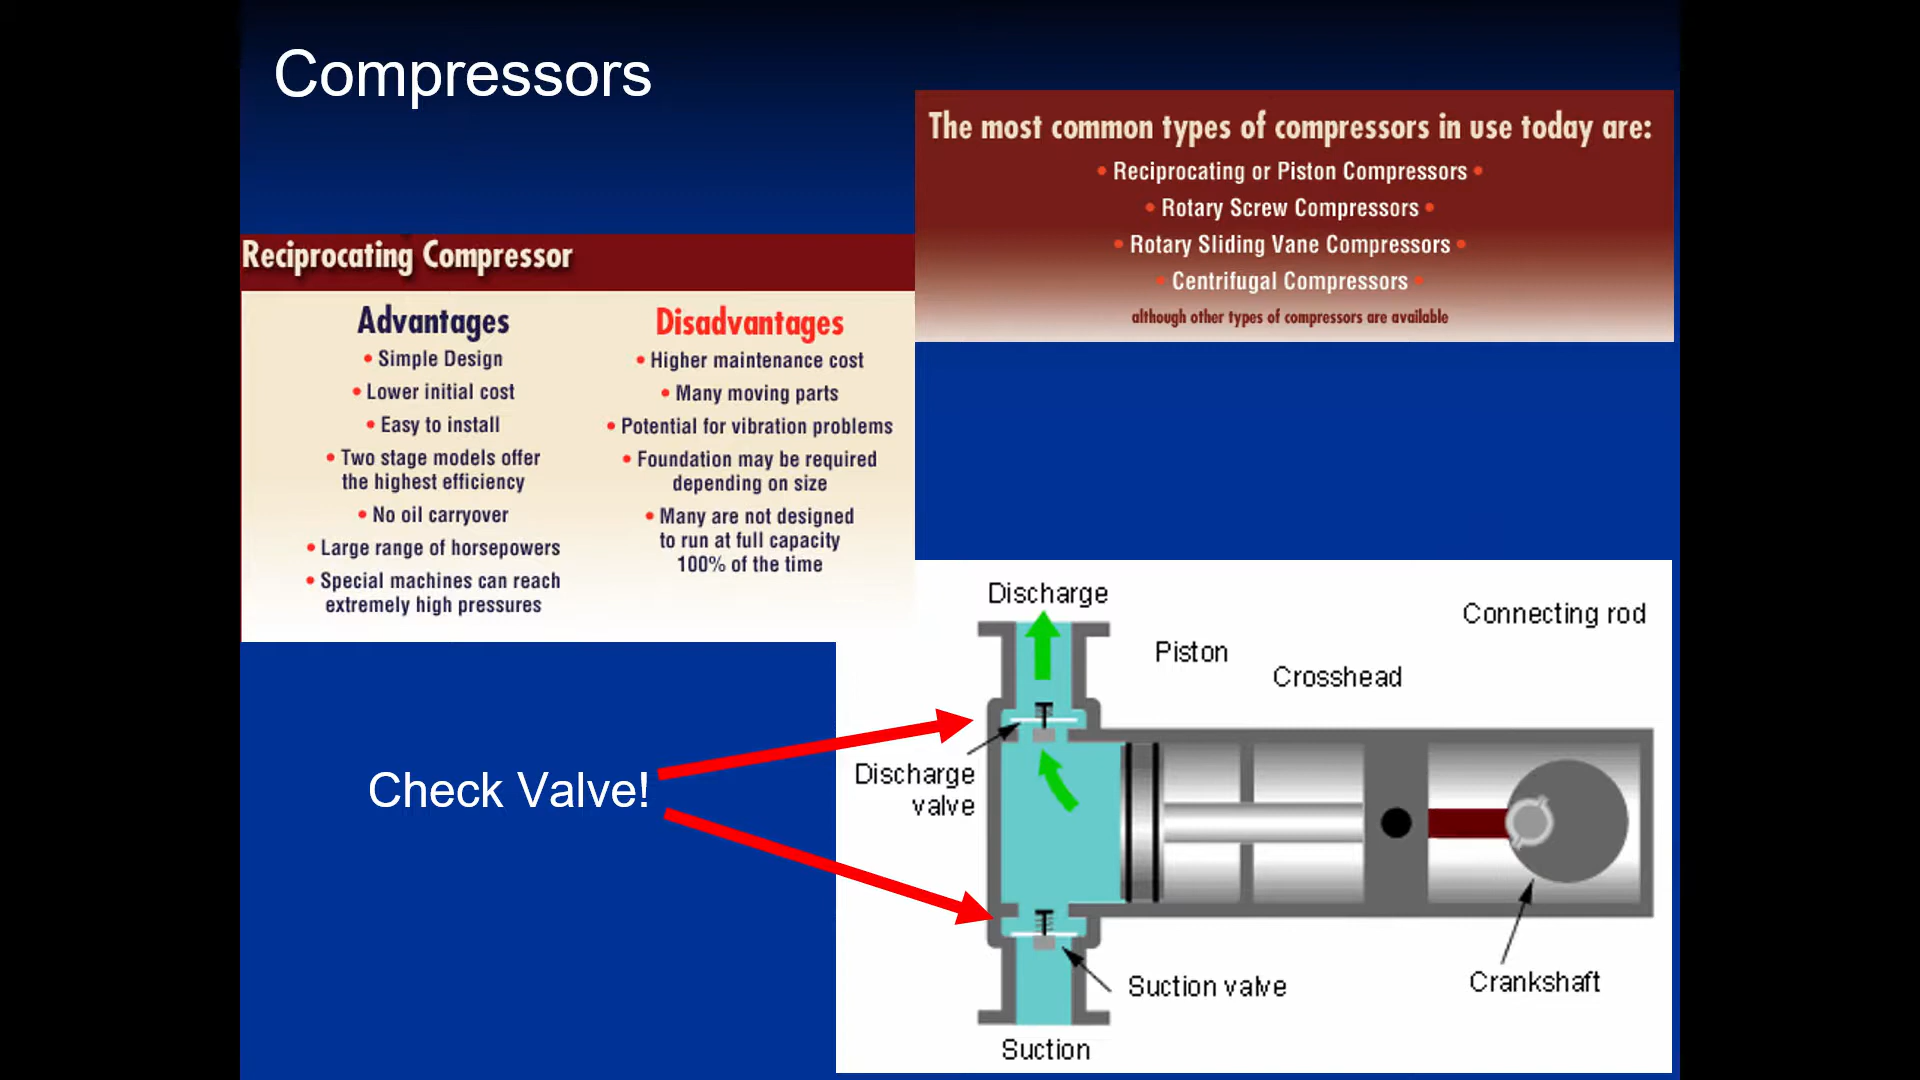 Compressors
The most common types of compressors in use today are:
• Reciprocating or Piston Compressors •
• Rotary Screw Compressors •
• Rotary Sliding Vane Compressors •
• Centrifugal Compressors •
although other types of compressors are available
Reciprocating Compressor
Advantages
• Simple Design
• Lower initial cost
• Easy to install
• Two stage models offer
the highest efficiency
• No oil carryover
• Large range of horsepowers
• Special machines can reach
extremely high pressures
Disadvantages
• Higher maintenance cost
• Many moving parts
• Potential for vibration problems
• Foundation may be required
depending on size
• Many are not designed
to run at full capacity
100% of the time
Check Valve!
Discharge
Connecting rod
Piston
Crosshead
Discharge
valve
Suction valve
Crankshaft
Suction